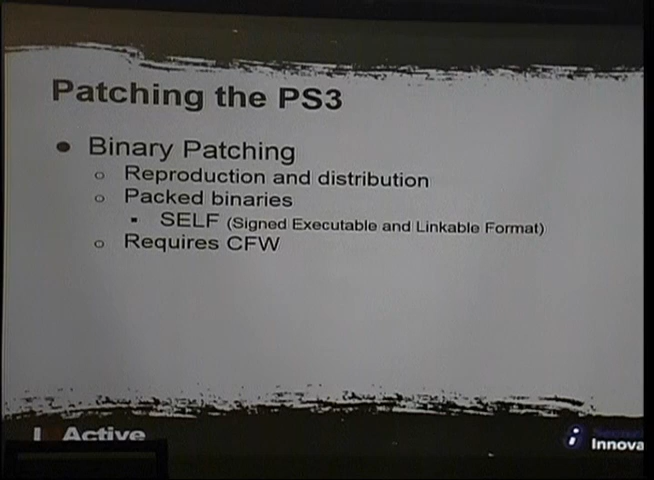 Patching the PS3
● Binary Patching
o Reproduction and distribution
o Packed binaries
▪ SELF (Signed Executable and Linkable Format)
o Requires CFW
Active
Innova